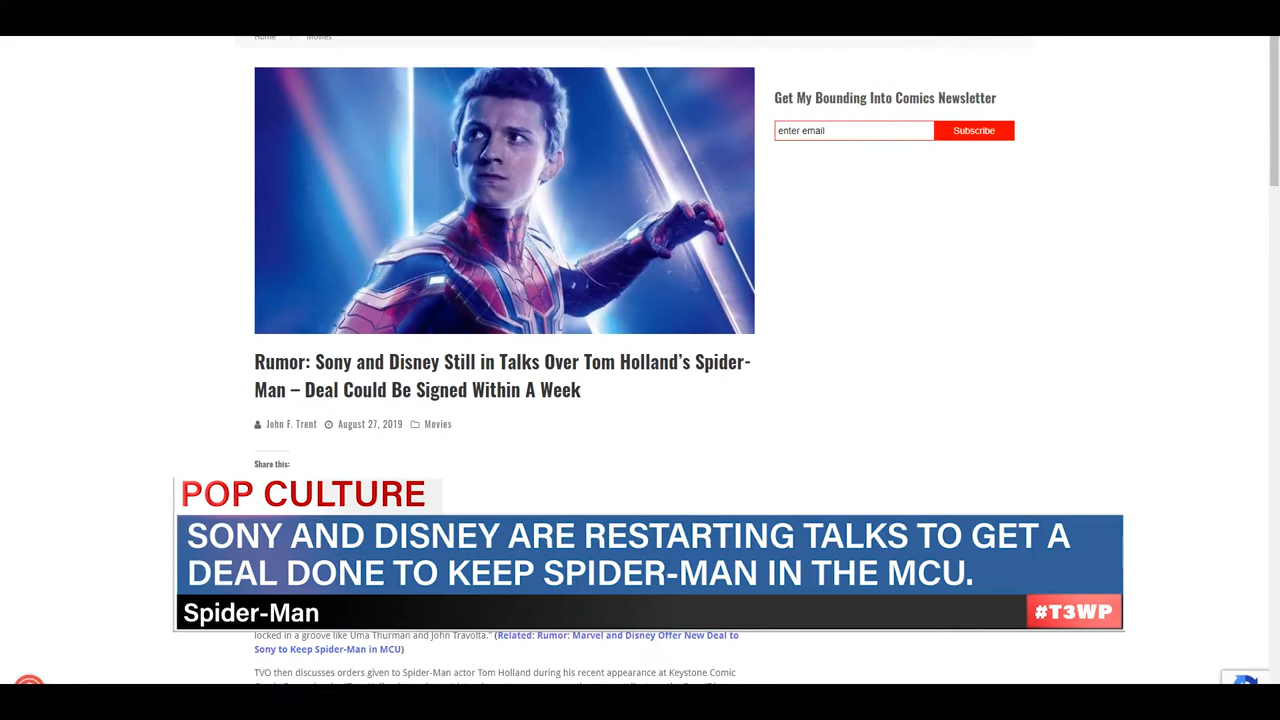 Home / Movies
Get My Bounding Into Comics Newsletter
enter email
Subscribe
Rumor: Sony and Disney Still in Talks Over Tom Holland's Spider-
Man – Deal Could Be Signed Within A Week
John F. Trent August 27, 2019 Movies
Share this:
POP CULTURE
SONY AND DISNEY ARE RESTARTING TALKS TO GET A
DEAL DONE TO KEEP SPIDER-MAN IN THE MCU.
Spider-Man
#T3WP
locked in a groove like Uma Thurman and John Travolta." (Related: Rumor: Marvel and Disney Offer New Deal to
Sony to Keep Spider-Man in MCU)
TVO then discusses orders given to Spider-Man actor Tom Holland during his recent appearance at Keystone Comic